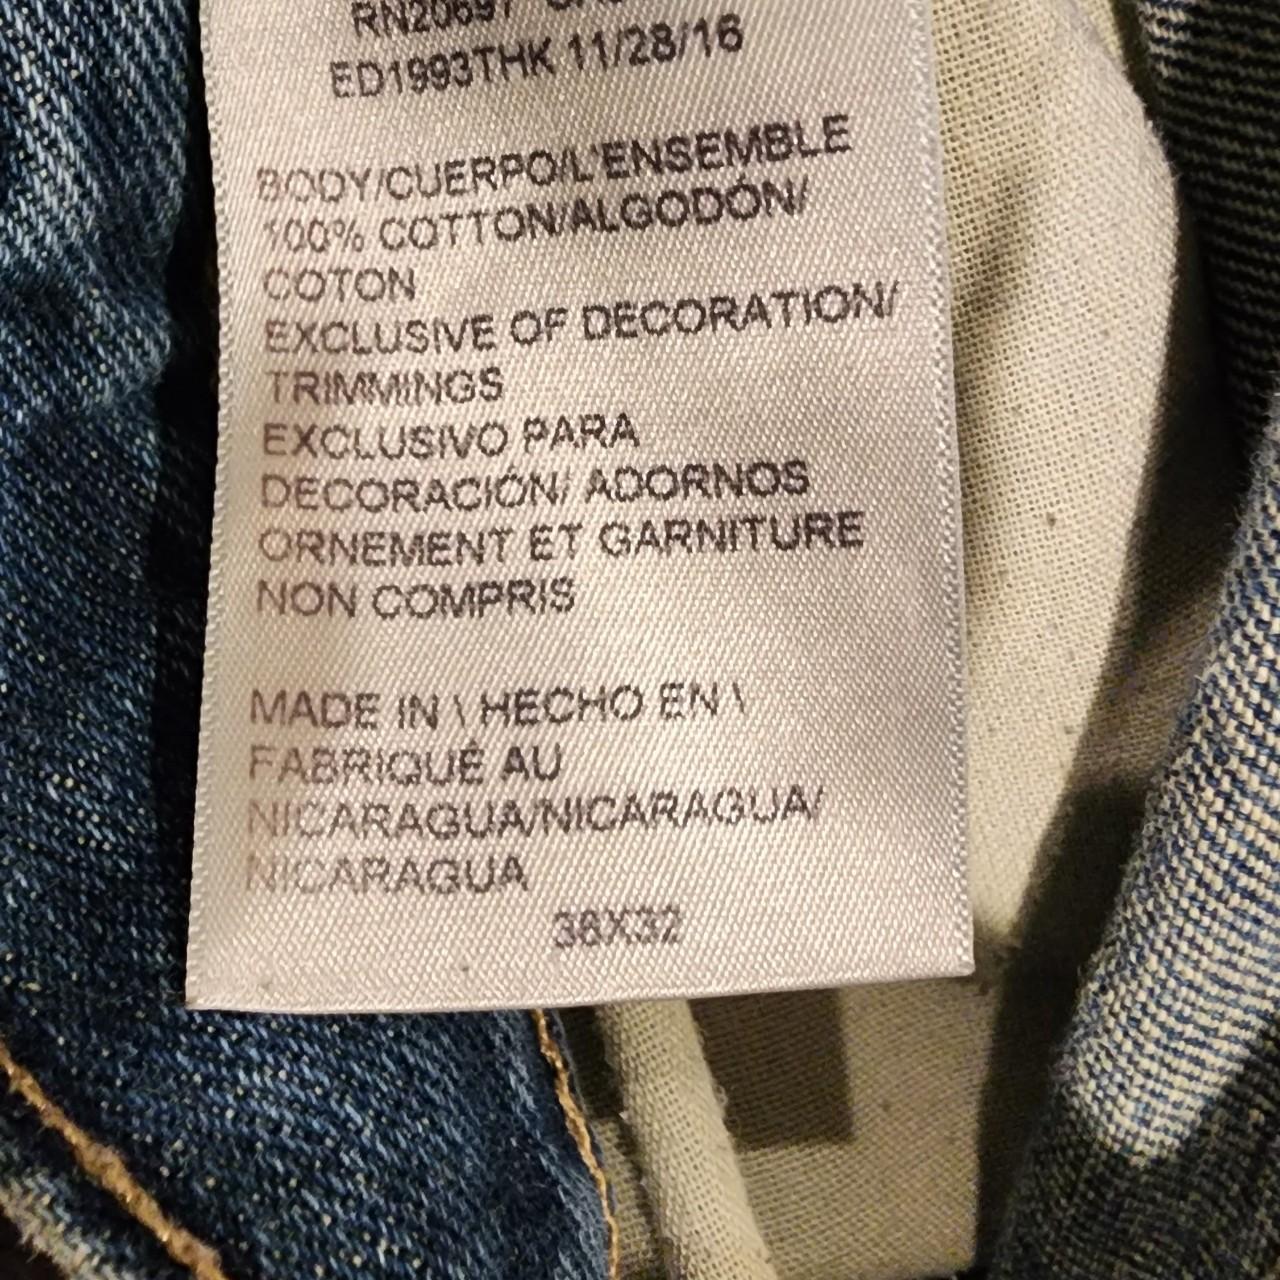 RN20697
ED1993THK 11/28/16
BODY/CUERPO/L'ENSEMBLE
100% COTTON/ALGODÓN/
COTON
EXCLUSIVE OF DECORATION/
TRIMMINGS
EXCLUSIVO PARA
DECORACIÓN/ ADORNOS
ORNEMENT ET GARNITURE
NON COMPRIS
MADE IN \ HECHO EN \
FABRIQUÉ AU
NICARAGUA/NICARAGUA/
NICARAGUA